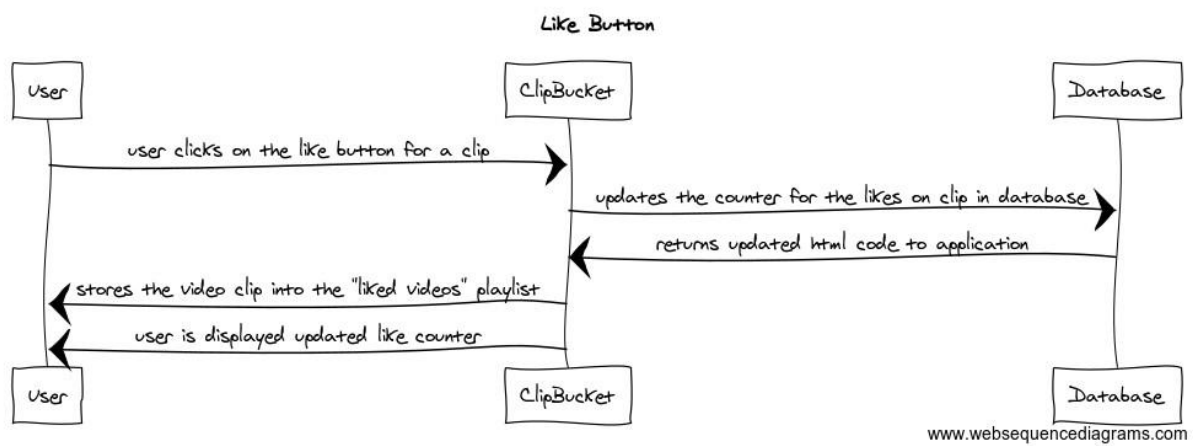 Like Button
User
ClipBucket
Database
user clicks on the like button for a clip
updates the counter for the likes on clip in database
returns updated html code to application
stores the video clip into the "liked videos" playlist
user is displayed updated like counter
User
ClipBucket
Database
www.websequencediagrams.com